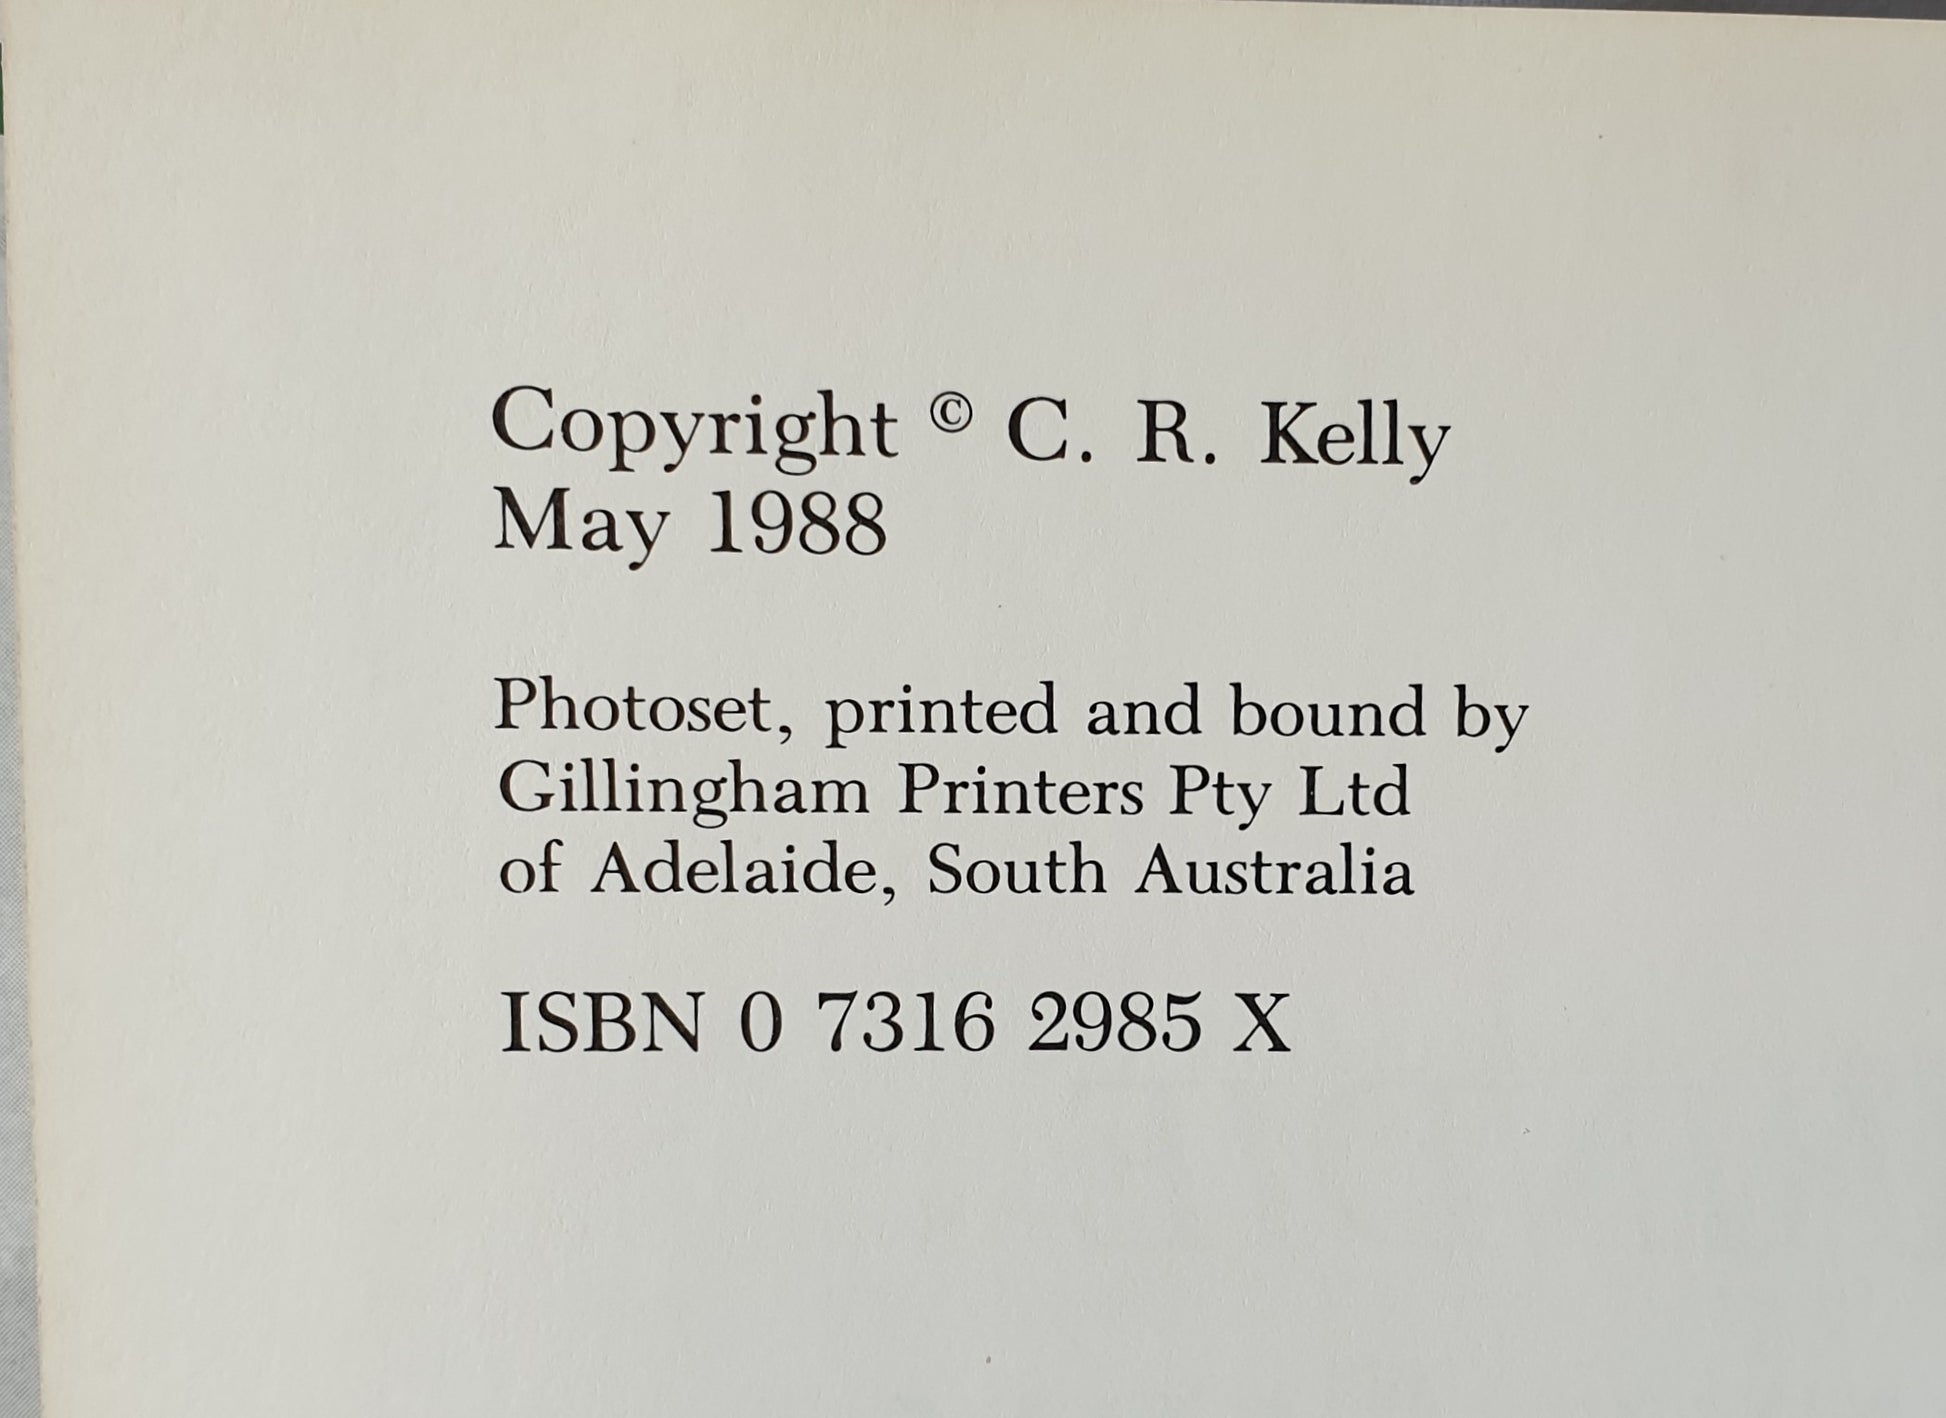 Copyright © C. R. Kelly
May 1988
Photoset, printed and bound by
Gillingham Printers Pty Ltd
of Adelaide, South Australia
ISBN 0 7316 2985 X